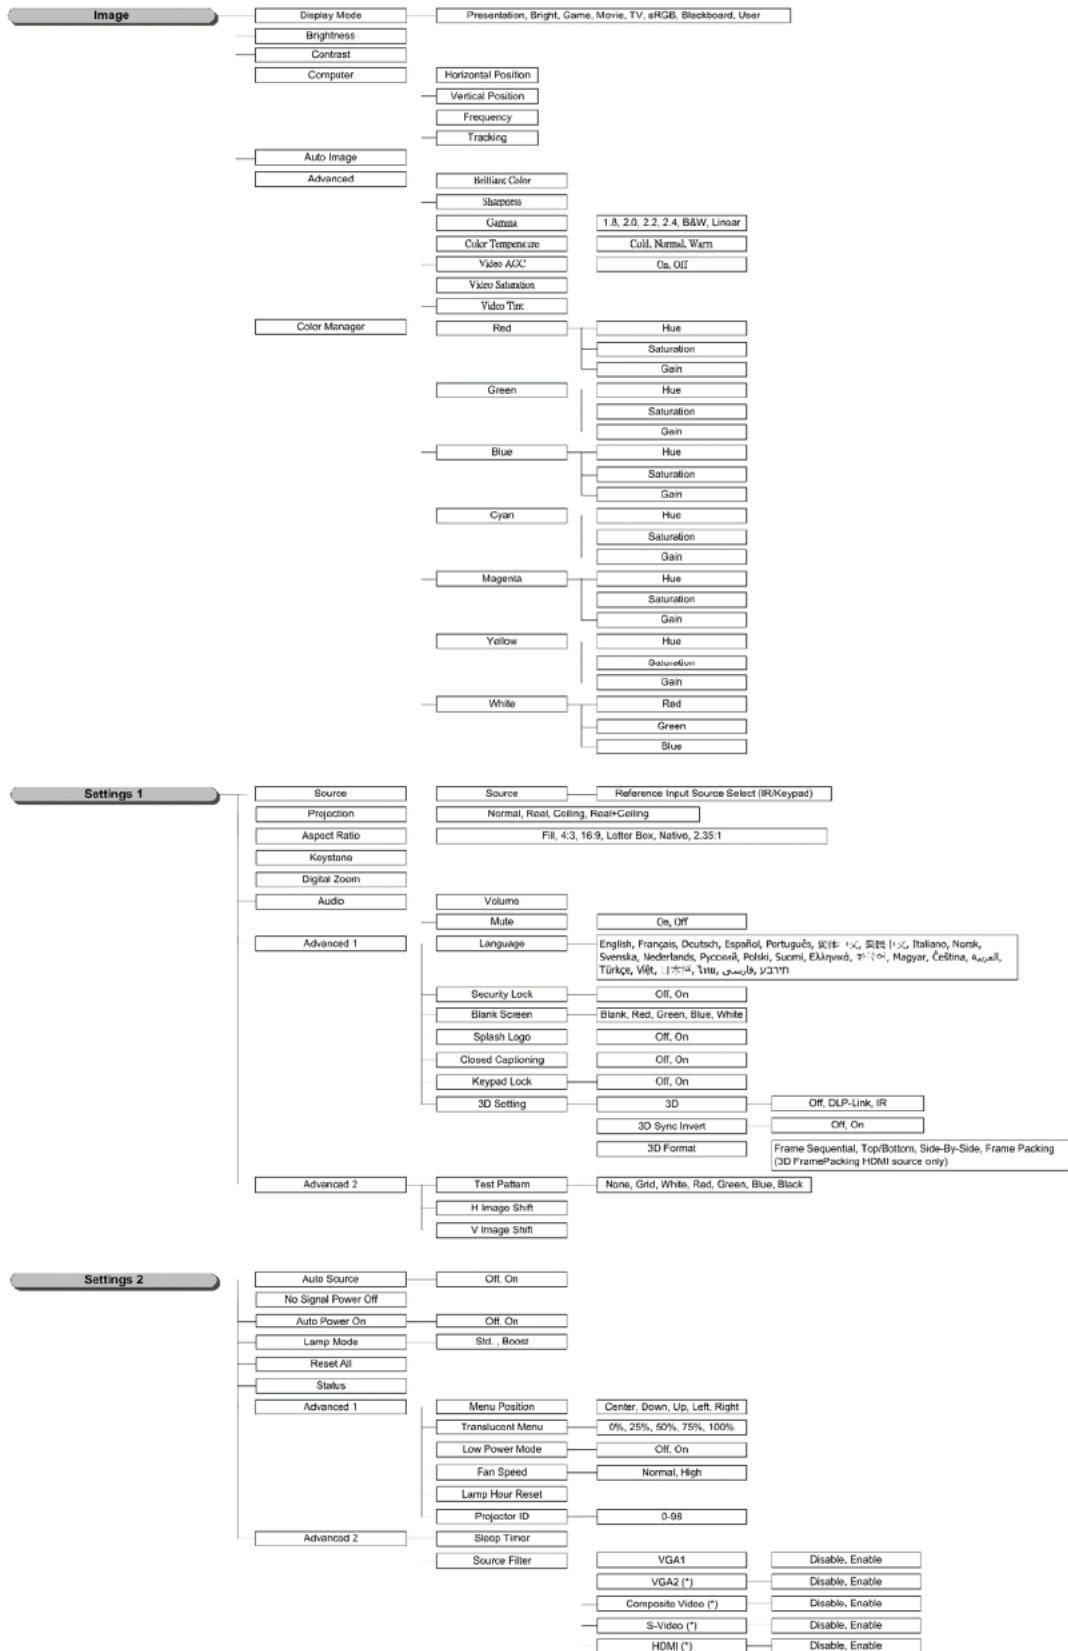 Image Display Mode Presentation, Bright, Game, Movie, TV, sRGB, Blackboard, User
Brightness
Contrast
Computer Horizontal Position
Vertical Position
Frequency
Tracking
Auto Image
Advanced Brilliant Color
Sharpness
Gamma 1.8, 2.0, 2.2, 2.4, B&W, Linear
Color Temperature Cold, Normal, Warm
Video AGC On, Off
Video Saturation
Video Tint
Color Manager Red Hue
Saturation
Gain
Green Hue
Saturation
Gain
Blue Hue
Saturation
Gain
Cyan Hue
Saturation
Gain
Magenta Hue
Saturation
Gain
Yellow Hue
Saturation
Gain
White Red
Green
Blue
Settings 1 Source Source Reference Input Source Select (IR/Keypad)
Projection Normal, Real, Ceiling, Real+Ceiling
Aspect Ratio Fill, 4:3, 16:9, Letter Box, Native, 2.35:1
Keystone
Digital Zoom
Audio Volume
Mute On, Off
Advanced 1 Language English, Français, Deutsch, Español, Português, Italiano, Norsk,
Svenska, Nederlands, Русский, Polski, Suomi, Ελληνικά, 한국어, Magyar, Čeština, العربية,
Türkçe, Việt, 日本語, ไทย, فارسی, תירבע
Security Lock Off, On
Blank Screen Blank, Red, Green, Blue, White
Splash Logo Off, On
Closed Captioning Off, On
Keypad Lock Off, On
3D Setting 3D Off, DLP-Link, IR
3D Sync Invert Off, On
3D Format Frame Sequential, Top/Bottom, Side-By-Side, Frame Packing
(3D FramePacking HDMI source only)
Advanced 2 Test Pattern None, Grid, White, Red, Green, Blue, Black
H Image Shift
V Image Shift
Settings 2 Auto Source Off, On
No Signal Power Off
Auto Power On Off, On
Lamp Mode Std. , Boost
Reset All
Status
Advanced 1 Menu Position Center, Down, Up, Left, Right
Translucent Menu 0%, 25%, 50%, 75%, 100%
Low Power Mode Off, On
Fan Speed Normal, High
Lamp Hour Reset
Projector ID 0-98
Advanced 2 Sleep Timer
Source Filter VGA1 Disable, Enable
VGA2 (*) Disable, Enable
Composite Video (*) Disable, Enable
S-Video (*) Disable, Enable
HDMI (*) Disable, Enable